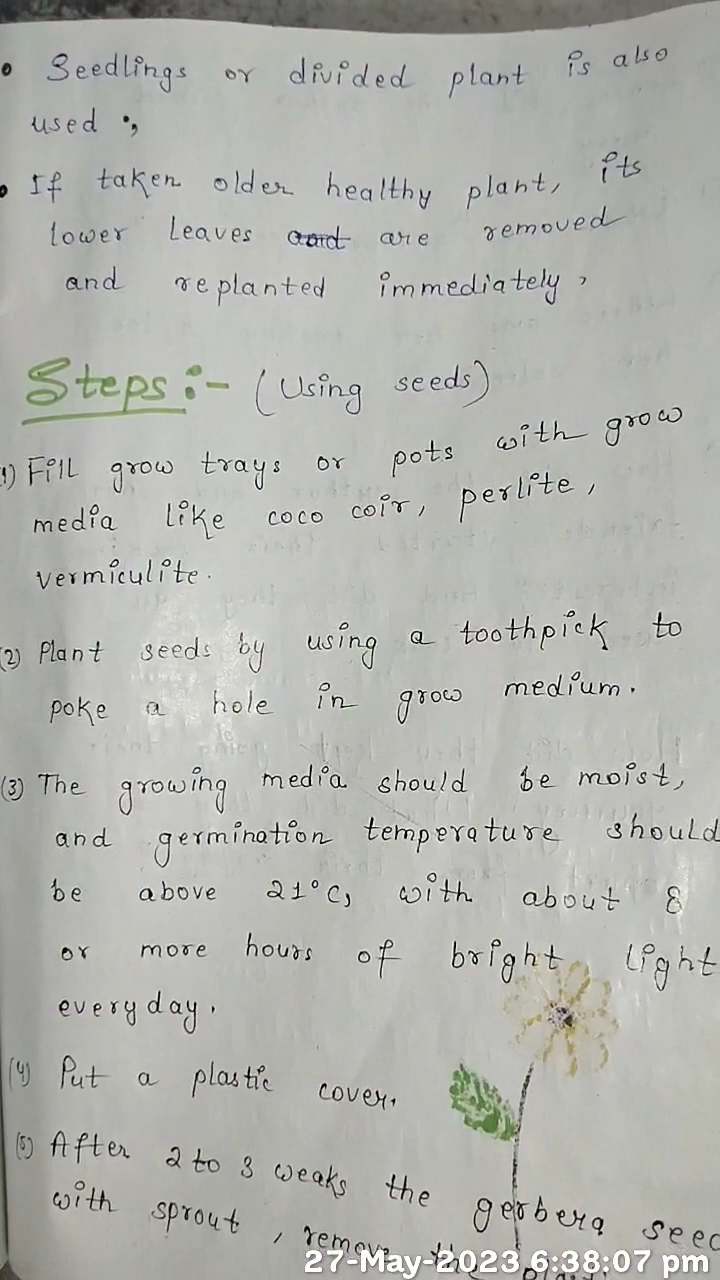 • Seedlings or divided plant is also
used •,
• If taken older healthy plant, its
lower leaves and are removed
and replanted immediately,
Steps :- (Using seeds)
1) Fill grow trays or pots with grow
media like coco coir, perlite,
vermiculite.
(2) Plant seeds by using a toothpick to
poke a hole in grow medium.
(3) The growing media should be moist,
and germination temperature should
be above 21°C, with about 8
or more hours of bright light
everyday.
(4) Put a plastic cover.
(5) After 2 to 3 weaks the gerbera seed
with sprout, remove the
27-May-2023 6:38:07 pm